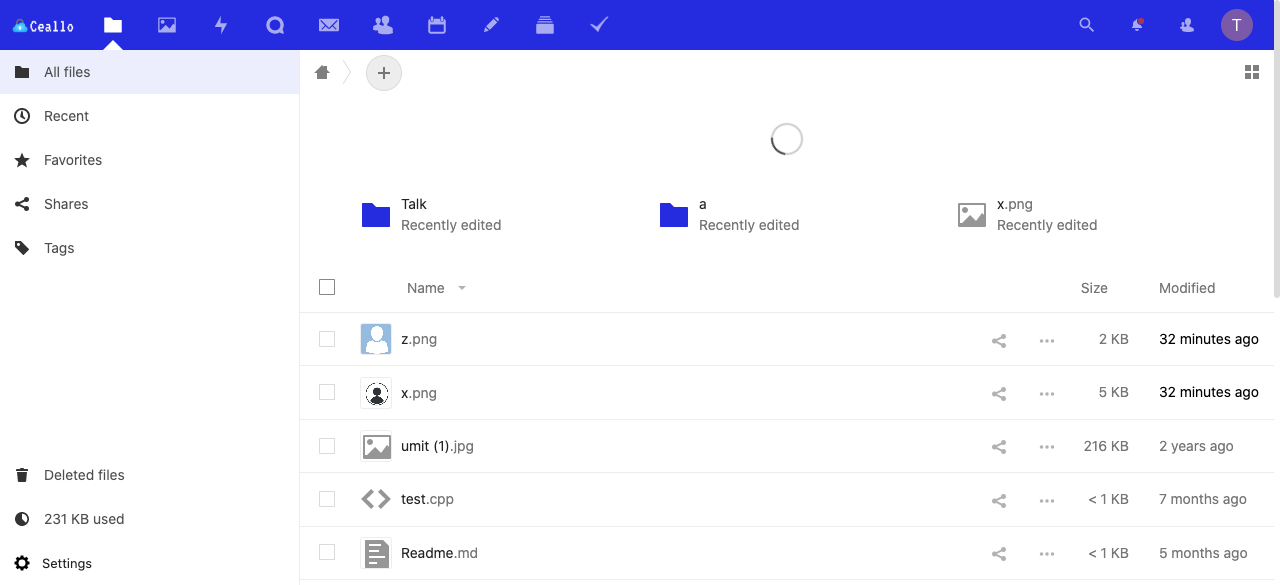 Ceallo
T
All files
Recent
Favorites
Shares
Tags
Deleted files
231 KB used
Settings
Talk
Recently edited
a
Recently edited
x.png
Recently edited
Name Size Modified
z.png 2 KB 32 minutes ago
x.png 5 KB 32 minutes ago
umit (1).jpg 216 KB 2 years ago
test.cpp < 1 KB 7 months ago
Readme.md < 1 KB 5 months ago